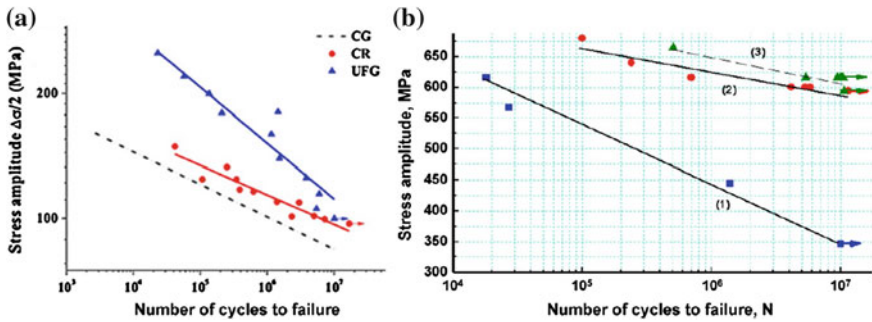 (a)
CG
CR
UFG
Stress amplitude Δσ/2 (MPa)
200
100
10³ 10⁴ 10⁵ 10⁶ 10⁷ 10⁸
Number of cycles to failure
(b)
Stress amplitude, MPa
650
600
550
500
450
400
350
300
(3)
(2)
(1)
10⁴ 10⁵ 10⁶ 10⁷
Number of cycles to failure, N